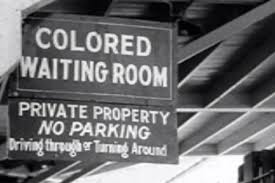 COLORED
WAITING ROOM
PRIVATE PROPERTY
NO PARKING
Driving through or Turning Around